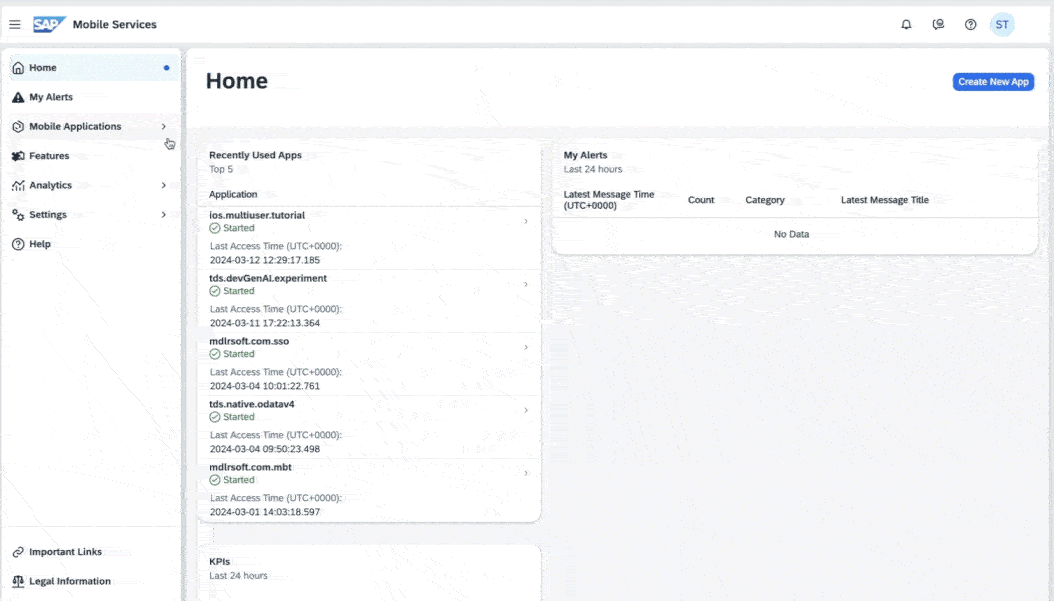 SAP Mobile Services
ST
Home
My Alerts
Mobile Applications
Features
Analytics
Settings
Help
Important Links
Legal Information
Home
Create New App
Recently Used Apps
Top 5
Application
ios.multiuser.tutorial
Started
Last Access Time (UTC+0000):
2024-03-12 12:29:17.185
tds.devGenAI.experiment
Started
Last Access Time (UTC+0000):
2024-03-11 17:22:13.364
mdlrsoft.com.sso
Started
Last Access Time (UTC+0000):
2024-03-04 10:01:22.761
tds.native.odatav4
Started
Last Access Time (UTC+0000):
2024-03-04 09:50:23.498
mdlrsoft.com.mbt
Started
Last Access Time (UTC+0000):
2024-03-01 14:03:18.597
KPIs
Last 24 hours
My Alerts
Last 24 hours
Latest Message Time
(UTC+0000)
Count
Category
Latest Message Title
No Data